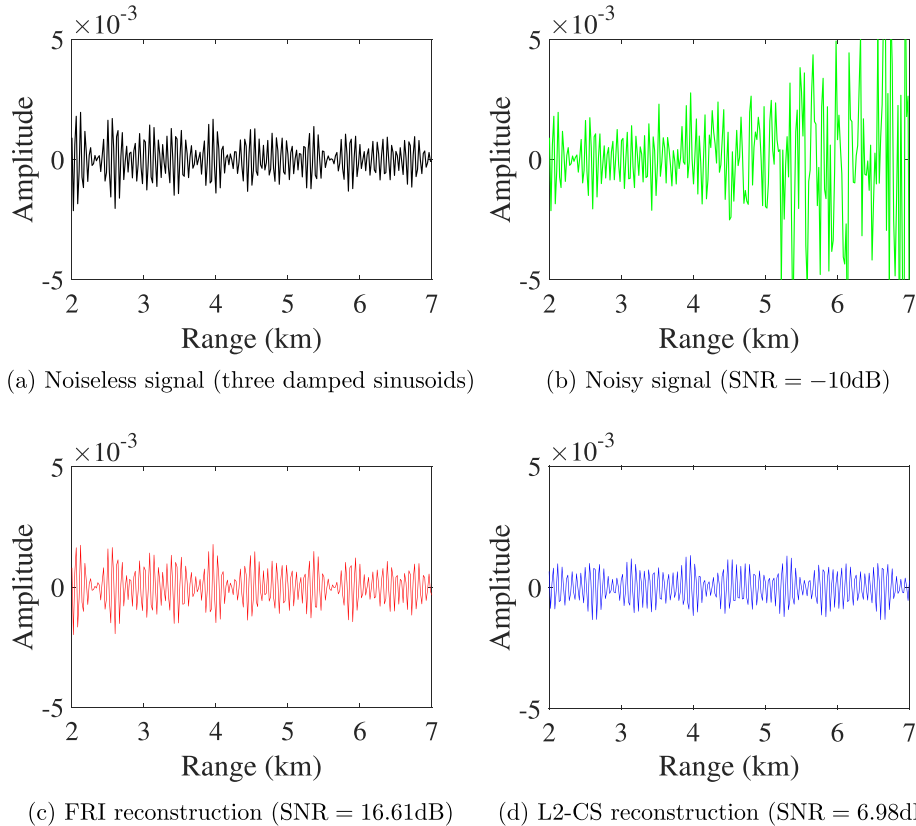 ×10⁻³
5
0
-5
Amplitude
2 3 4 5 6 7
Range (km)
(a) Noiseless signal (three damped sinusoids)
×10⁻³
5
0
-5
Amplitude
2 3 4 5 6 7
Range (km)
(b) Noisy signal (SNR = −10dB)
×10⁻³
5
0
-5
Amplitude
2 3 4 5 6 7
Range (km)
(c) FRI reconstruction (SNR = 16.61dB)
×10⁻³
5
0
-5
Amplitude
2 3 4 5 6 7
Range (km)
(d) L2-CS reconstruction (SNR = 6.98d